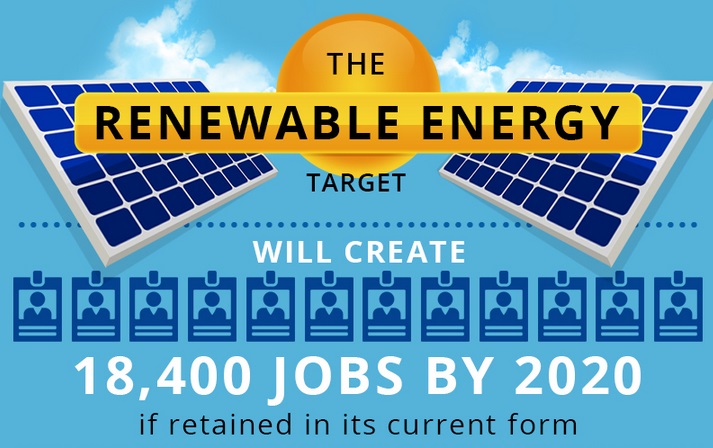 THE
RENEWABLE ENERGY
TARGET
WILL CREATE
18,400 JOBS BY 2020
if retained in its current form